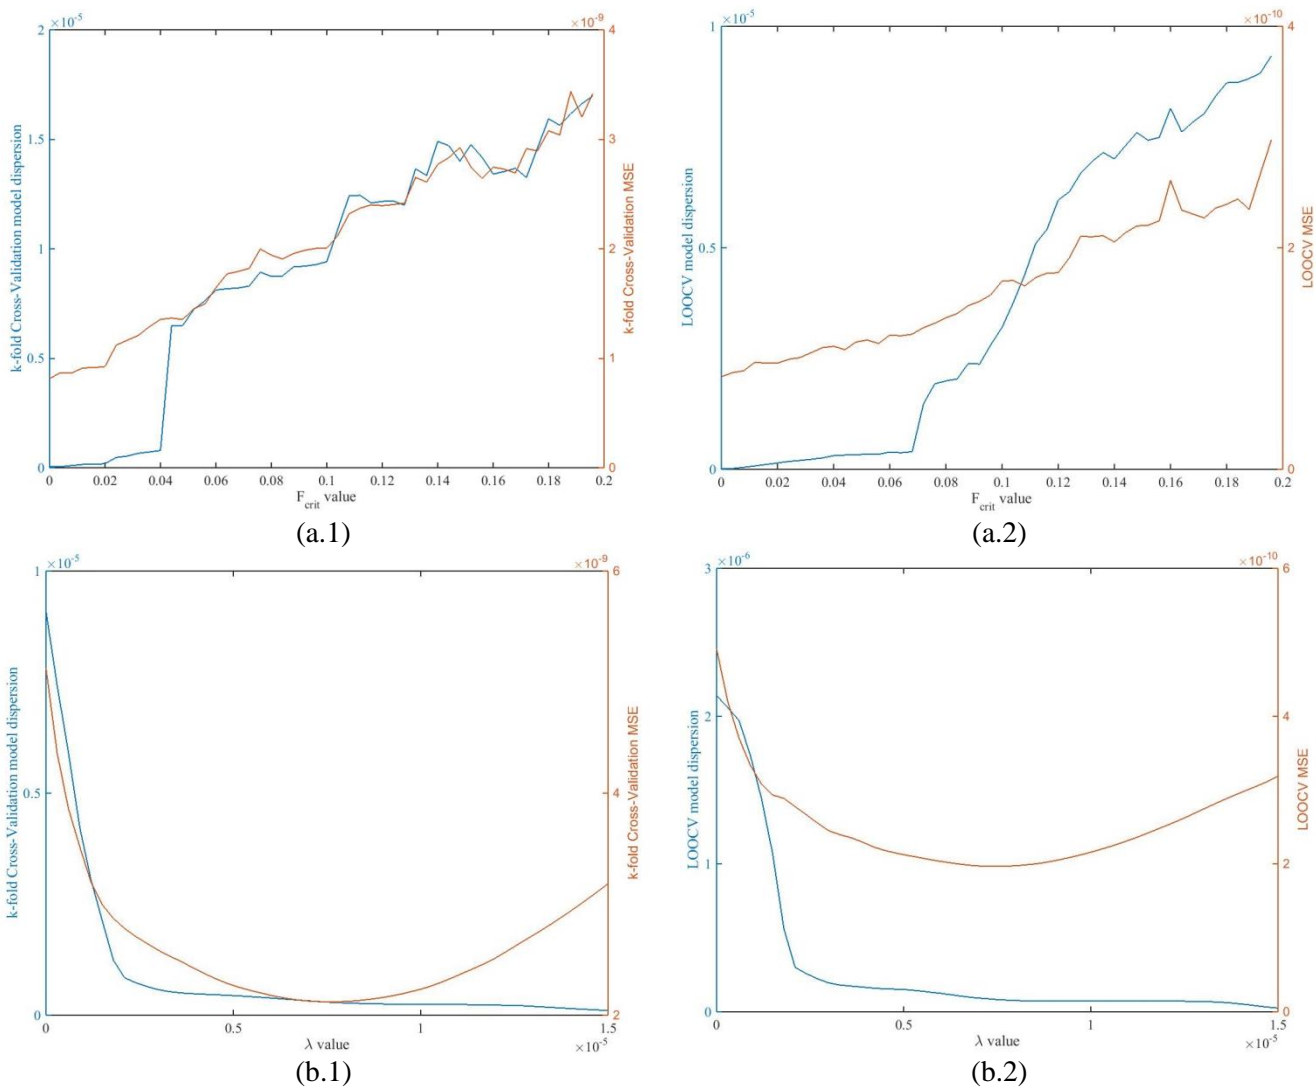 ×10⁻⁵
×10⁻⁹
2
1.5
1
0.5
0
4
3
2
1
0
k-fold Cross-Validation model dispersion
k-fold Cross-Validation MSE
0 0.02 0.04 0.06 0.08 0.1 0.12 0.14 0.16 0.18 0.2
F_crit value
(a.1)
×10⁻⁵
×10⁻¹⁰
1
0.5
0
4
2
0
LOOCV model dispersion
LOOCV MSE
0 0.02 0.04 0.06 0.08 0.1 0.12 0.14 0.16 0.18 0.2
F_crit value
(a.2)
×10⁻⁵
×10⁻⁹
1
0.5
0
6
4
2
k-fold Cross-Validation model dispersion
k-fold Cross-Validation MSE
0 0.5 1 1.5
λ value
×10⁻⁵
(b.1)
×10⁻⁶
×10⁻¹⁰
3
2
1
0
6
4
2
0
LOOCV model dispersion
LOOCV MSE
0 0.5 1 1.5
λ value
×10⁻⁵
(b.2)